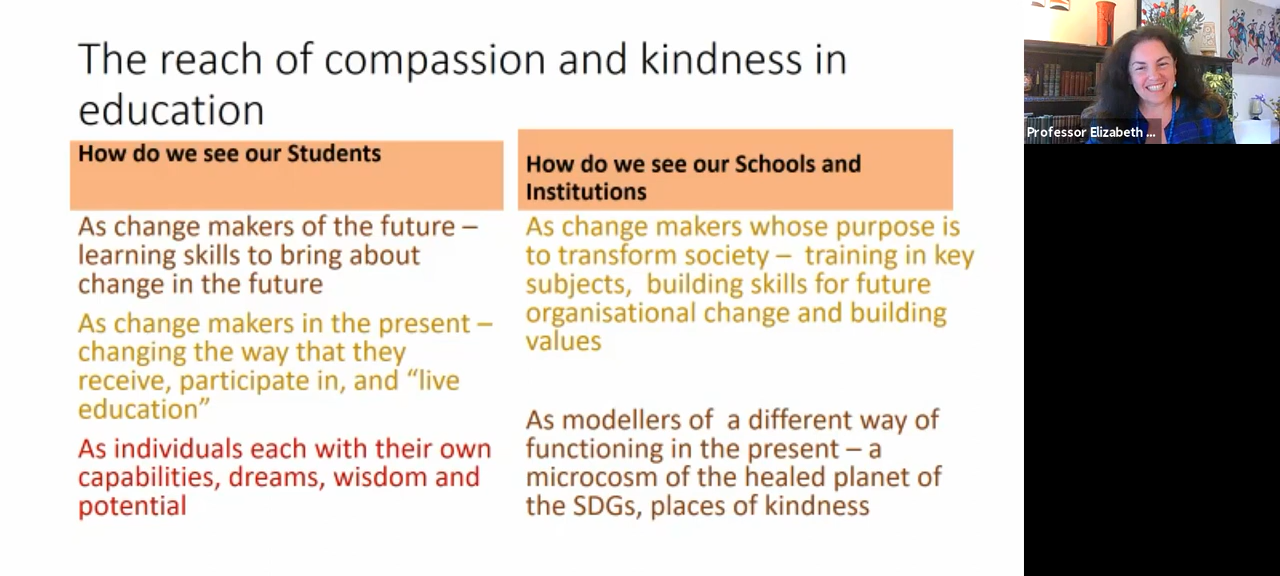 The reach of compassion and kindness in
education
How do we see our Students
As change makers of the future –
learning skills to bring about
change in the future
As change makers in the present –
changing the way that they
receive, participate in, and “live
education”
As individuals each with their own
capabilities, dreams, wisdom and
potential
How do we see our Schools and
Institutions
As change makers whose purpose is
to transform society –  training in key
subjects,  building skills for future
organisational change and building
values
As modellers of  a different way of
functioning in the present – a
microcosm of the healed planet of
the SDGs, places of kindness
Professor Elizabeth ...